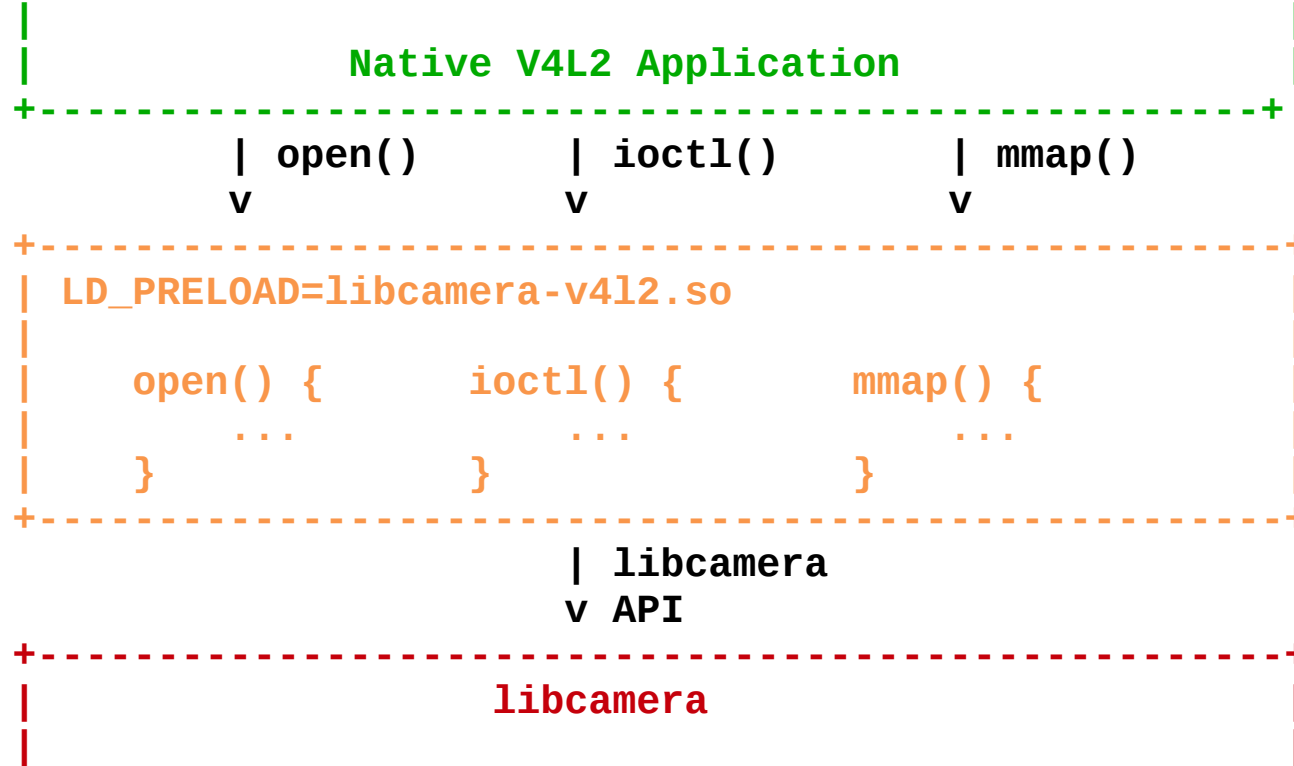 |
| Native V4L2 Application |
+----------------------------------------------------+
| open() | ioctl() | mmap()
v v v
+----------------------------------------------------+
| LD_PRELOAD=libcamera-v4l2.so |
| |
| open() { ioctl() { mmap() { |
| ... ... ... |
| } } } |
+----------------------------------------------------+
| libcamera
v API
+----------------------------------------------------+
| libcamera |
| |